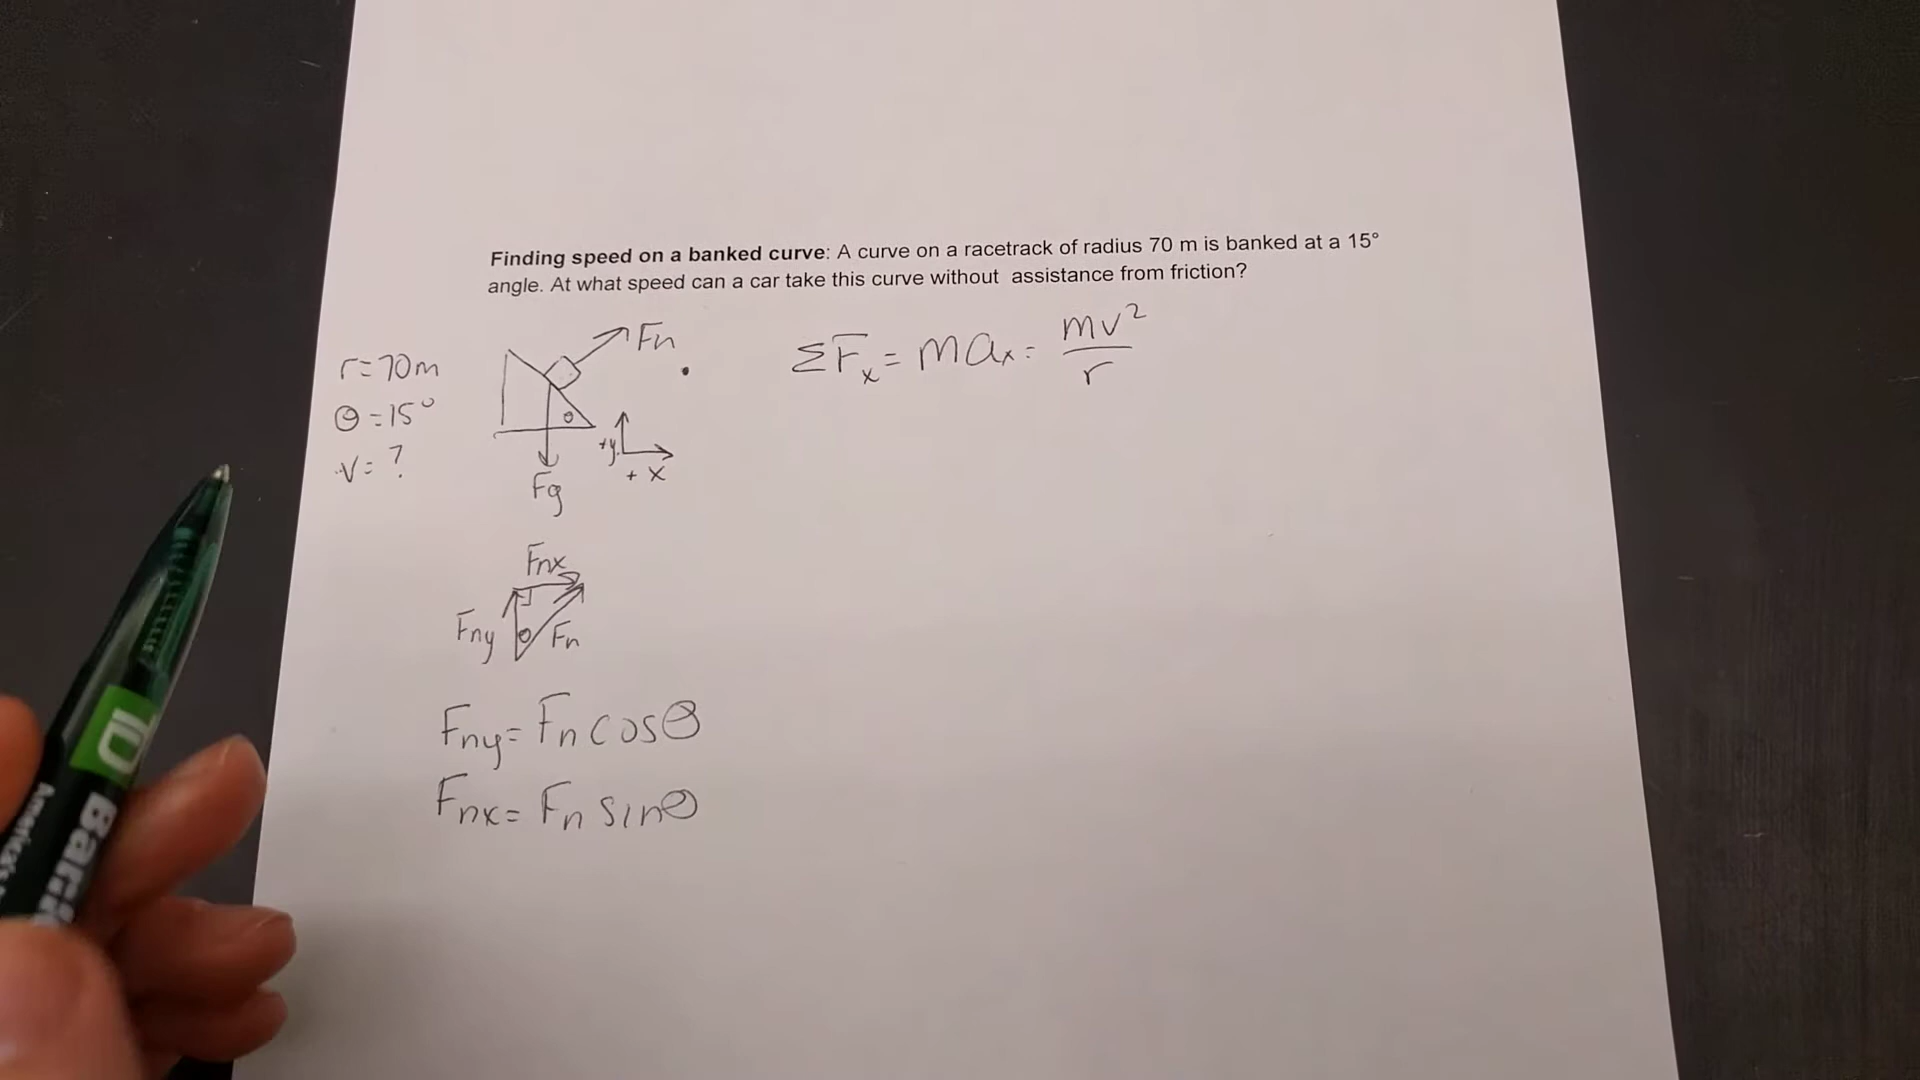 Finding speed on a banked curve: A curve on a racetrack of radius 70 m is banked at a 15°
angle. At what speed can a car take this curve without assistance from friction?
r=70m
θ=15°
v=?
Fn
θ
Fg
+y
+x
ΣFx = max = mv²/r
Fnx
Fny
θ
Fn
Fny = Fn cosθ
Fnx = Fn sinθ